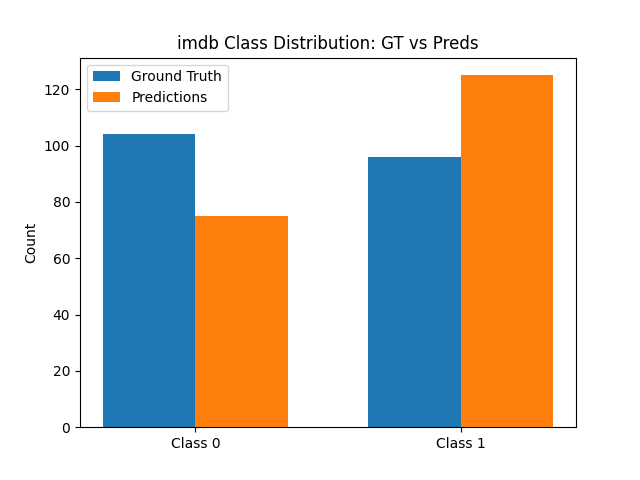 imdb Class Distribution: GT vs Preds
Ground Truth
Predictions
120
100
80
60
40
20
0
Count
Class 0 Class 1